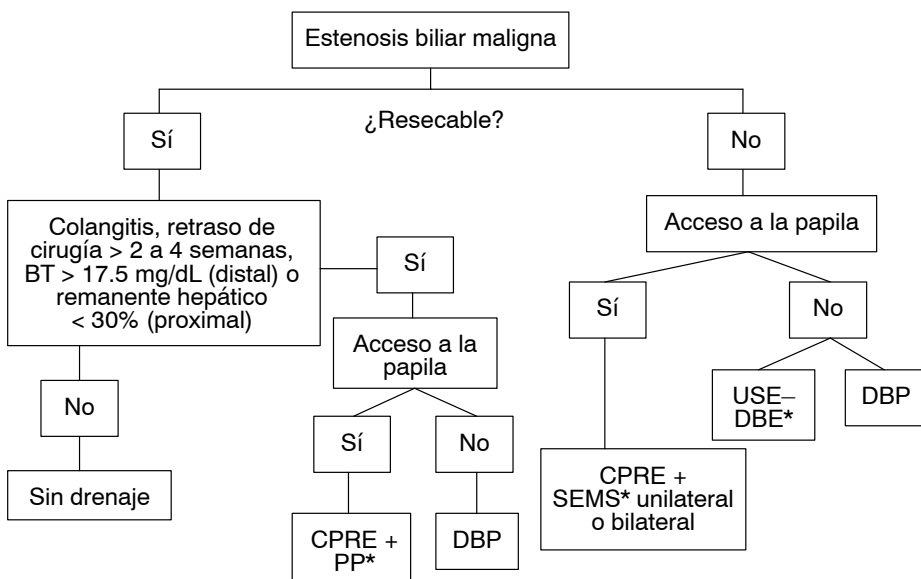 Estenosis biliar maligna
¿Resecable?
Sí
No
Colangitis, retraso de
cirugía > 2 a 4 semanas,
BT > 17.5 mg/dL (distal) o
remanente hepático
< 30% (proximal)
Sí
Acceso a la papila
Sí
No
Acceso a la
papila
No
USE–
DBE*
DBP
Sí
No
Sin drenaje
CPRE +
SEMS* unilateral
o bilateral
CPRE +
PP*
DBP